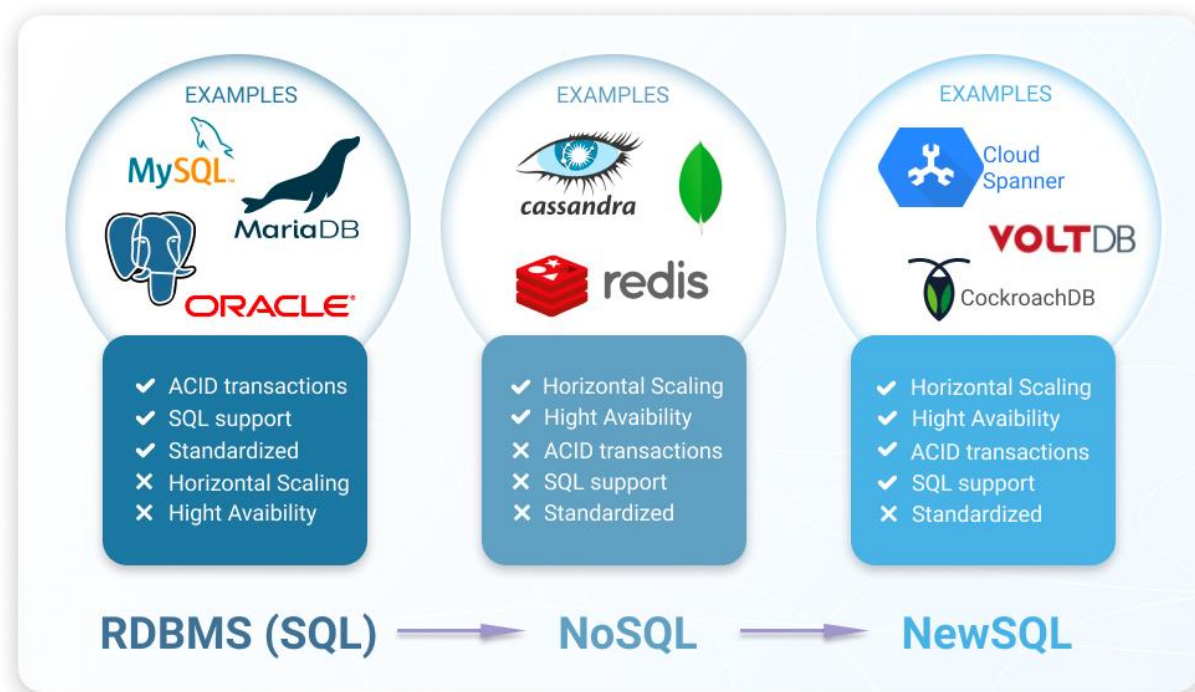 EXAMPLES
MySQL™
MariaDB
ORACLE®
ACID transactions
SQL support
Standardized
Horizontal Scaling
Hight Avaibility
RDBMS (SQL)
EXAMPLES
cassandra
redis
Horizontal Scaling
Hight Avaibility
ACID transactions
SQL support
Standardized
NoSQL
EXAMPLES
Cloud
Spanner
VOLTDB
CockroachDB
Horizontal Scaling
Hight Avaibility
ACID transactions
SQL support
Standardized
NewSQL